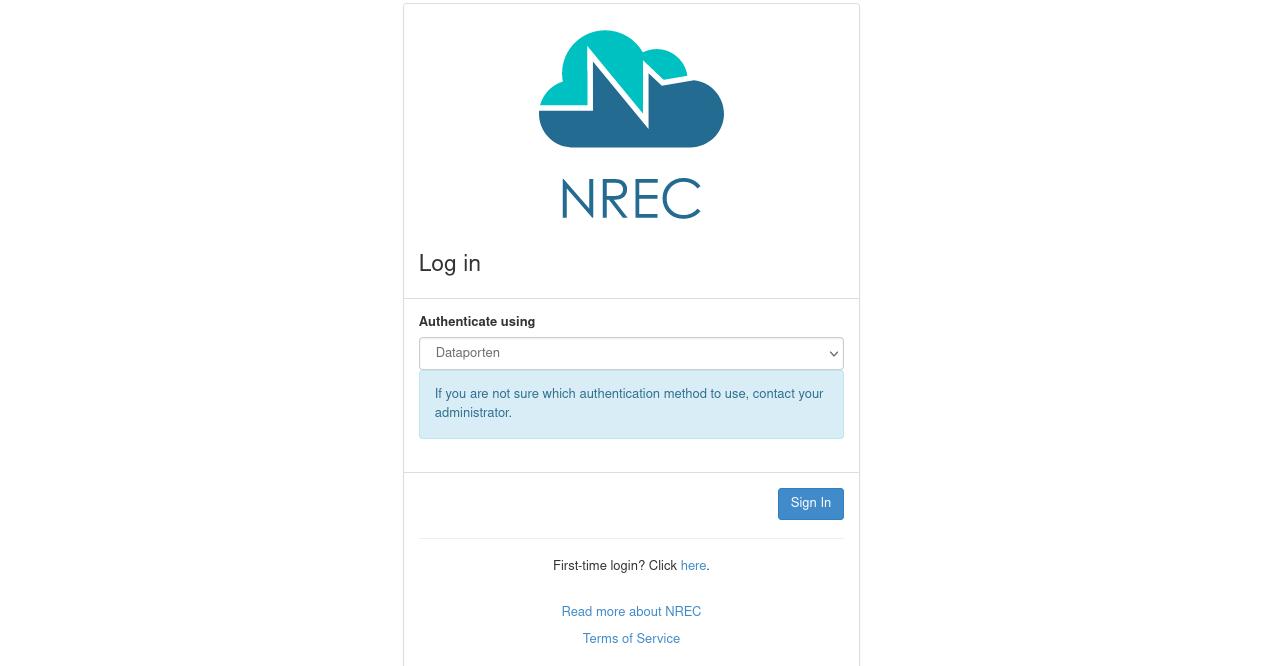 NREC
Log in
Authenticate using
Dataporten
If you are not sure which authentication method to use, contact your
administrator.
Sign In
First-time login? Click here.
Read more about NREC
Terms of Service